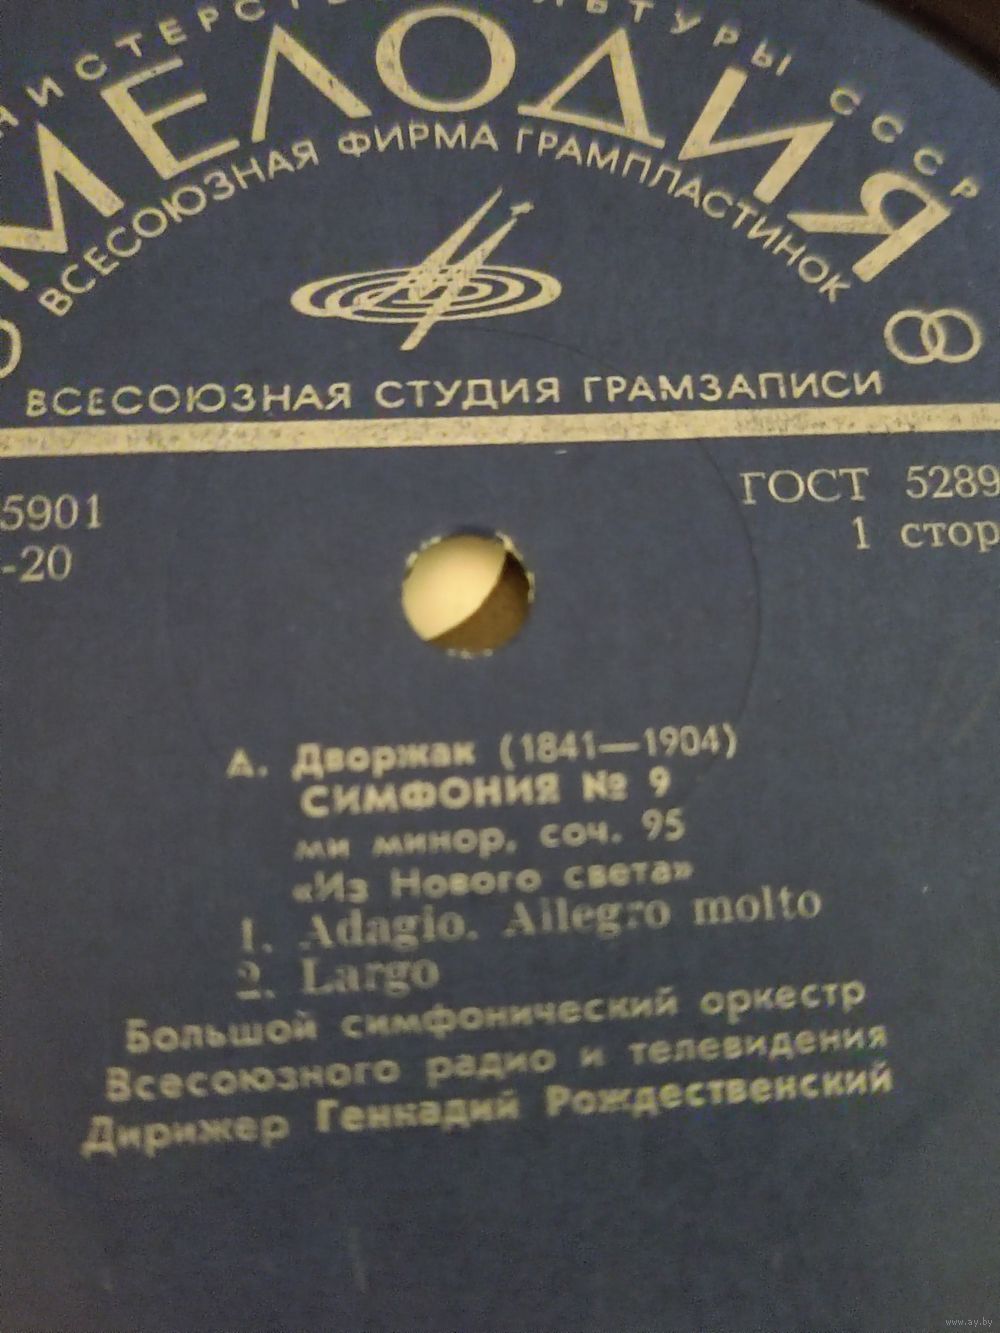 МИНИСТЕРСТВО КУЛЬТУРЫ СССР
МЕЛОДИЯ
ВСЕСОЮЗНАЯ ФИРМА ГРАМПЛАСТИНОК
ВСЕСОЮЗНАЯ СТУДИЯ ГРАМЗАПИСИ
5901
-20
ГОСТ 5289
1 стор
А. Дворжак (1841—1904)
СИМФОНИЯ № 9
ми минор, соч. 95
«Из Нового света»
1. Adagio. Allegro molto
2. Largo
Большой симфонический оркестр
Всесоюзного радио и телевидения
Дирижер Геннадий Рождественский
www.ay.by